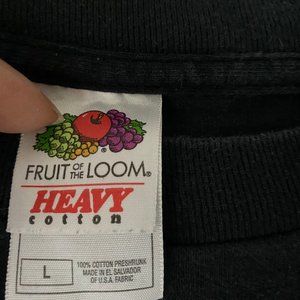 FRUIT OF THE LOOM®
HEAVY
cotton
L
100% COTTON PRESHRUNK
MADE IN EL SALVADOR
OF U.S.A. FABRIC